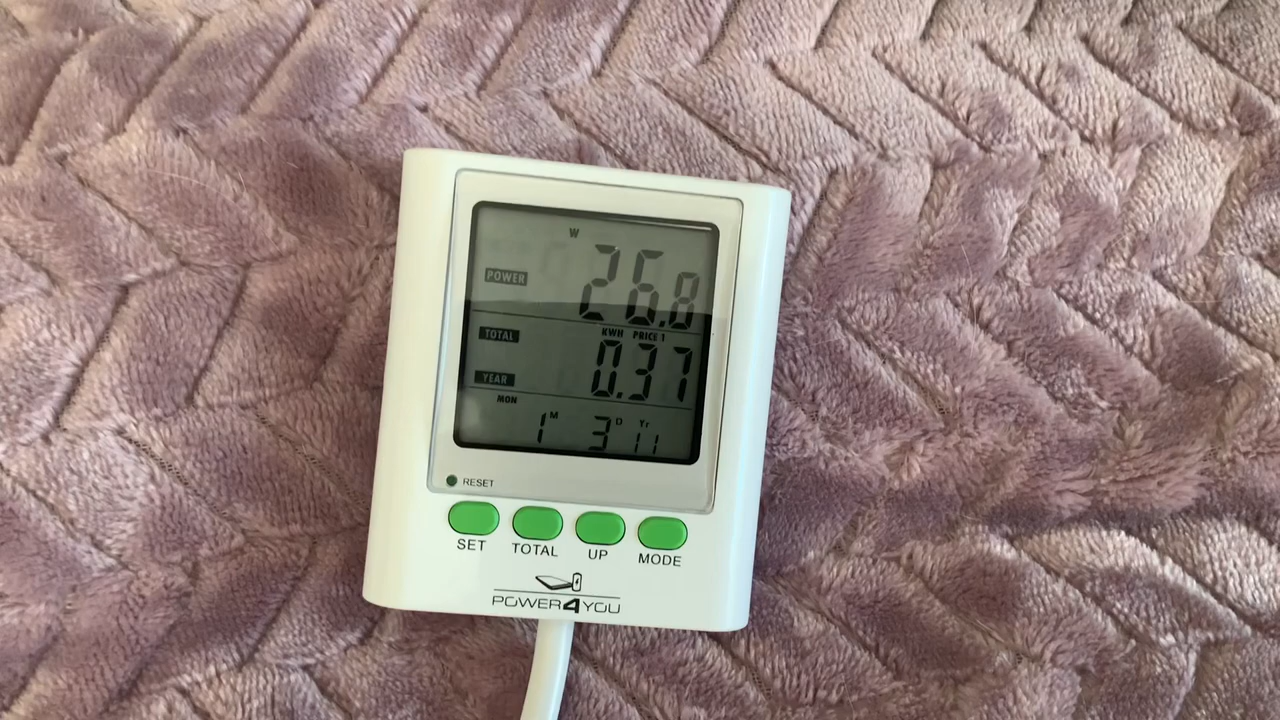 W
POWER 26.8
TOTAL KWH PRICE 1
0.37
YEAR
MON
1 M 3 D 11 Yr
RESET
SET TOTAL UP MODE
POWER4YOU